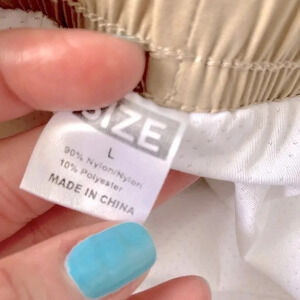 SIZE
L
90% Nylon/Nylon
10% Polyester
MADE IN CHINA